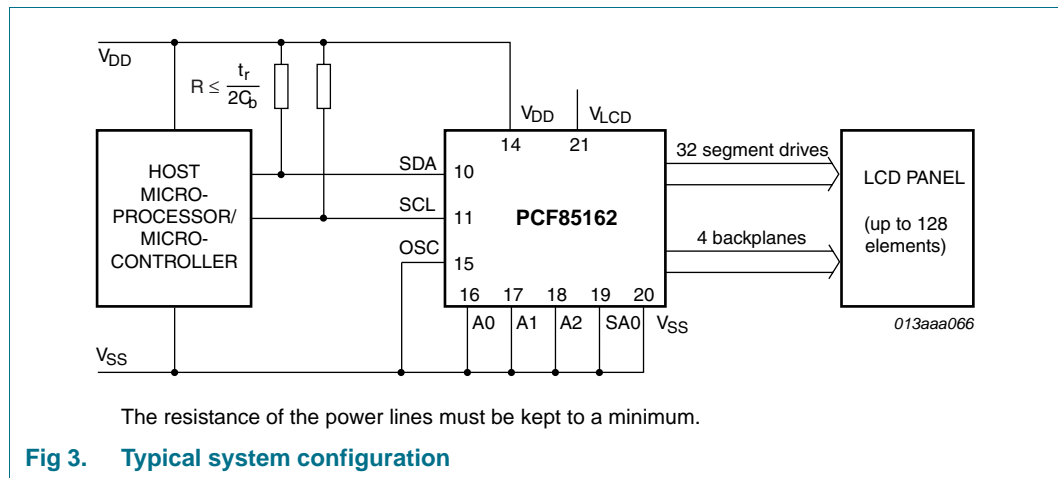 VDD
R ≤ tr
2Cb
HOST
MICRO-
PROCESSOR/
MICRO-
CONTROLLER
SDA
SCL
OSC
VDD
VLCD
14
21
10
11
15
PCF85162
16 17 18 19 20
A0 A1 A2 SA0 VSS
32 segment drives
4 backplanes
LCD PANEL
(up to 128
elements)
013aaa066
VSS
The resistance of the power lines must be kept to a minimum.
Fig 3. Typical system configuration